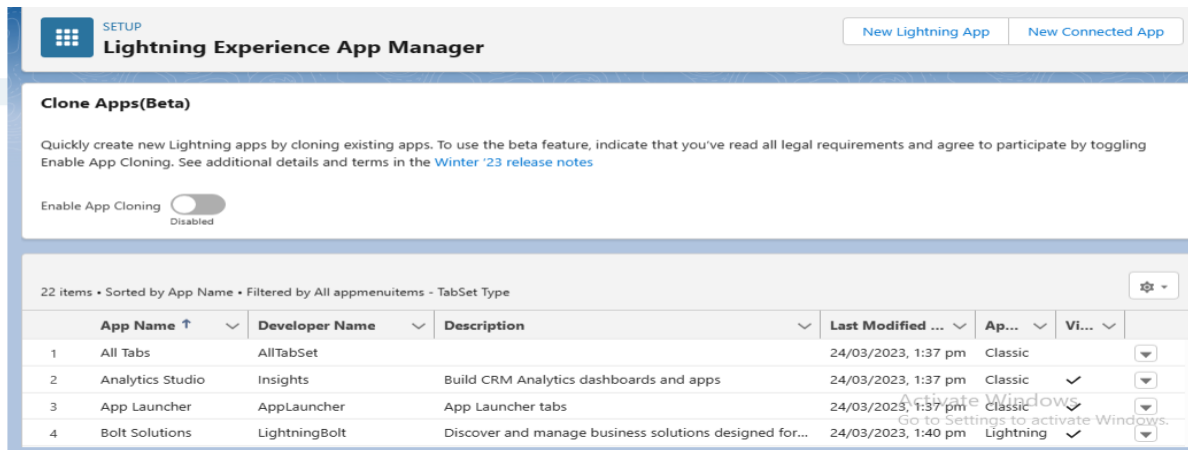 SETUP
Lightning Experience App Manager
New Lightning App
New Connected App
Clone Apps(Beta)
Quickly create new Lightning apps by cloning existing apps. To use the beta feature, indicate that you've read all legal requirements and agree to participate by toggling
Enable App Cloning. See additional details and terms in the Winter '23 release notes
Enable App Cloning
Disabled
22 items • Sorted by App Name • Filtered by All appmenuitems - TabSet Type
App Name ↑ Developer Name Description Last Modified ... Ap... Vi...
1 All Tabs AllTabSet 24/03/2023, 1:37 pm Classic
2 Analytics Studio Insights Build CRM Analytics dashboards and apps 24/03/2023, 1:37 pm Classic
3 App Launcher AppLauncher App Launcher tabs 24/03/2023, 1:37 pm Classic
4 Bolt Solutions LightningBolt Discover and manage business solutions designed for... 24/03/2023, 1:40 pm Lightning
Activate Windows
Go to Settings to activate Windows.